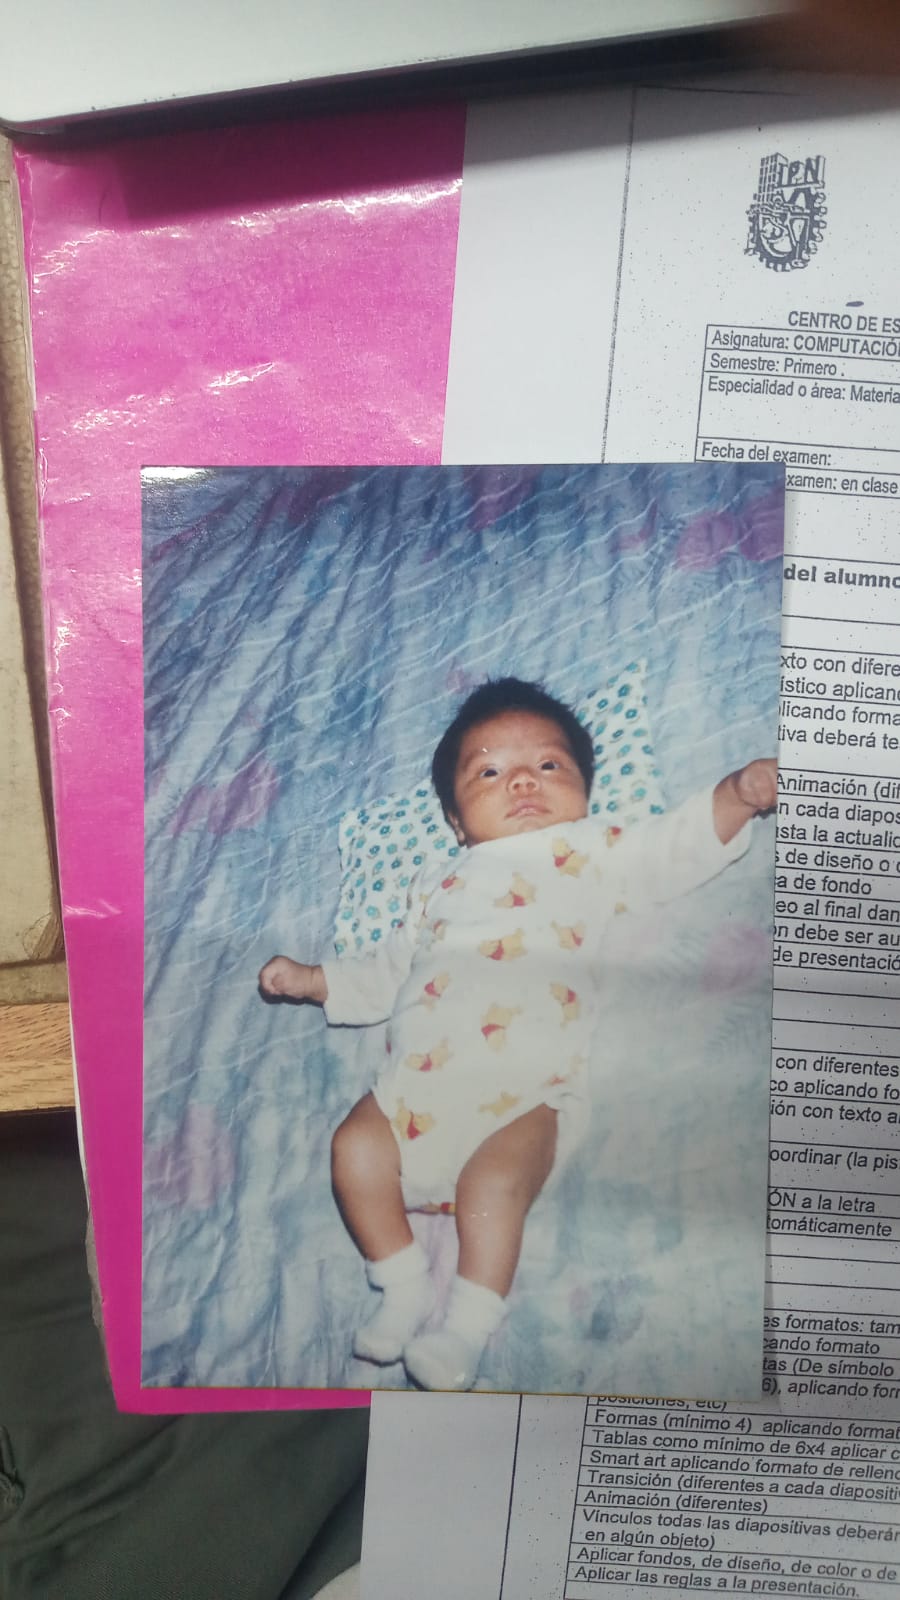 IPN
CENTRO DE ES
Asignatura: COMPUTACIÓN
Semestre: Primero .
Especialidad o área: Materia
Fecha del examen:
xamen: en clase
del alumno
xto con difere
ístico aplicand
plicando forma
tiva deberá te
Animación (dif
n cada diapos
sta la actualid
s de diseño o c
a de fondo
eo al final dan
ón debe ser au
de presentació
con diferentes
co aplicando fo
ión con texto a
oordinar (la pis
ÓN a la letra
tomáticamente
es formatos: tam
cando formato
tas (De símbolo
6), aplicando for
posiciones, etc)
Formas (mínimo 4) aplicando format
Tablas como mínimo de 6x4 aplicar c
Smart art aplicando formato de rellen
Transición (diferentes a cada diapositi
Animación (diferentes)
Vínculos todas las diapositivas deberán
en algún objeto)
Aplicar fondos, de diseño, de color o de
Aplicar las reglas a la presentación.